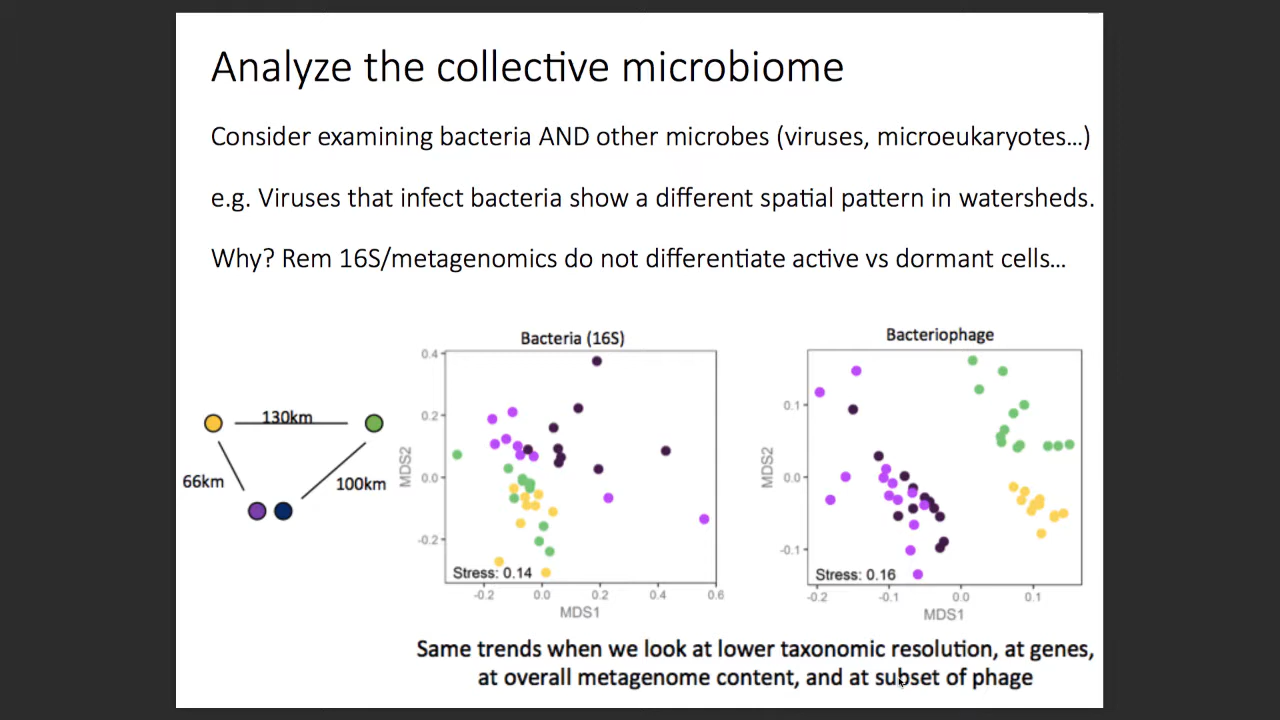 Analyze the collective microbiome
Consider examining bacteria AND other microbes (viruses, microeukaryotes…)
e.g. Viruses that infect bacteria show a different spatial pattern in watersheds.
Why? Rem 16S/metagenomics do not differentiate active vs dormant cells…
130km
66km
100km
Bacteria (16S)
0.4
0.2
0.0
-0.2
MDS2
Stress: 0.14
-0.2 0.0 0.2 0.4 0.6
MDS1
Bacteriophage
0.1
0.0
-0.1
MDS2
Stress: 0.16
-0.2 -0.1 0.0 0.1
MDS1
Same trends when we look at lower taxonomic resolution, at genes,
at overall metagenome content, and at subset of phage